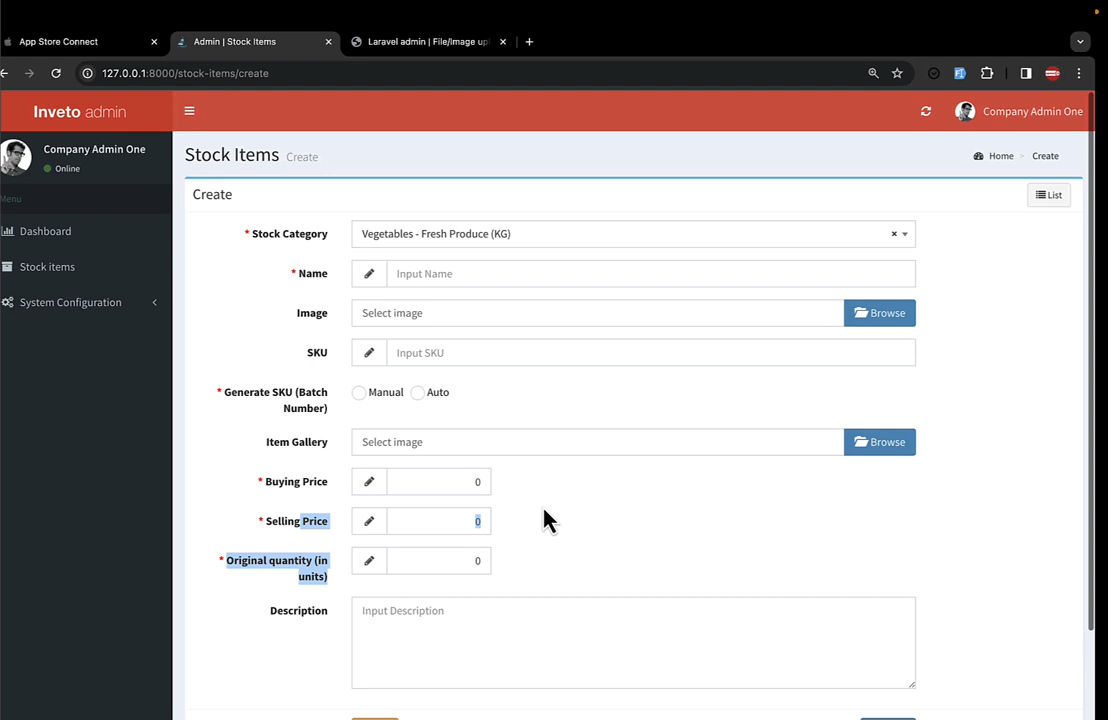 App Store Connect
Admin | Stock Items
Laravel admin | File/Image upl
127.0.0.1:8000/stock-items/create
Inveto admin
Company Admin One
Company Admin One
Online
Menu
Dashboard
Stock items
System Configuration
Stock Items Create
Home > Create
Create
List
* Stock Category
Vegetables - Fresh Produce (KG)
× 
* Name
Input Name
Image
Select image
Browse
SKU
Input SKU
* Generate SKU (Batch
Number)
Manual
Auto
Item Gallery
Select image
Browse
* Buying Price
0
* Selling Price
0
* Original quantity (in
units)
0
Description
Input Description